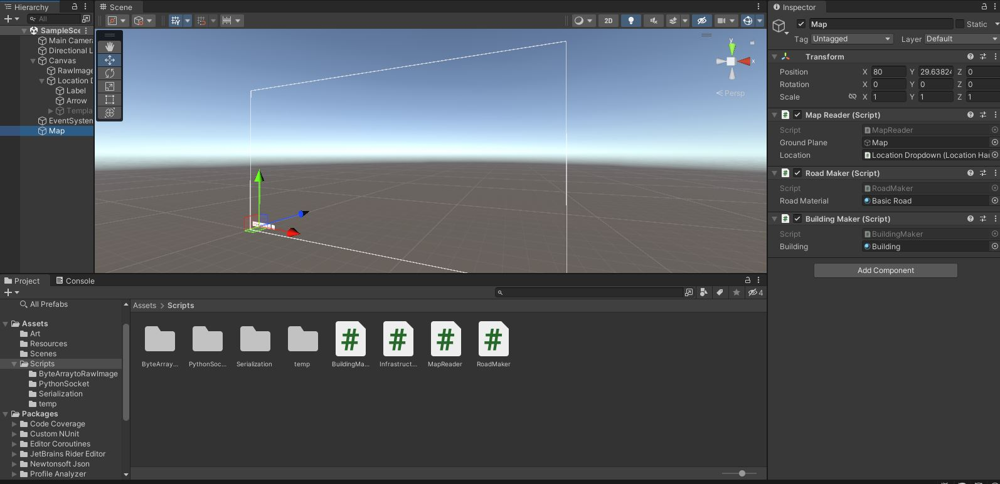 Hierarchy
All
SampleSce
Main Camera
Directional L
Canvas
RawImage
Location D
Label
Arrow
Templa
EventSystem
Map
Scene
2D
y
x
Persp
Inspector
Map
Static
Tag Untagged Layer Default
Transform
Position X 80 Y 29.63824 Z 0
Rotation X 0 Y 0 Z 0
Scale X 1 Y 1 Z 1
Map Reader (Script)
Script MapReader
Ground Plane Map
Location Location Dropdown (Location Han
Road Maker (Script)
Script RoadMaker
Road Material Basic Road
Building Maker (Script)
Script BuildingMaker
Building Building
Add Component
Project Console
4
All Prefabs
Assets
Art
Resources
Scenes
Scripts
ByteArraytoRawImage
PythonSocket
Serialization
temp
Packages
Code Coverage
Custom NUnit
Editor Coroutines
JetBrains Rider Editor
Newtonsoft Json
Profile Analyzer
Assets > Scripts
ByteArray... PythonSoc... Serialization temp BuildingMa... Infrastruct... MapReader RoadMaker